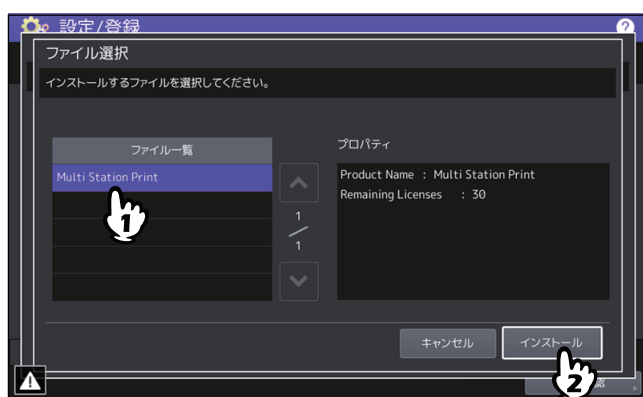 設定/登録
?
ファイル選択
インストールするファイルを選択してください。
ファイル一覧
プロパティ
Multi Station Print
Product Name : Multi Station Print
Remaining Licenses : 30
1
1
1
キャンセル
インストール
2